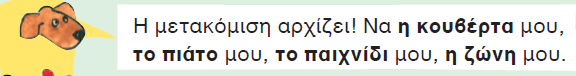 Η μετακόμιση αρχίζει! Να η κουβέρτα μου,
το πιάτο μου, το παιχνίδι μου, η ζώνη μου.